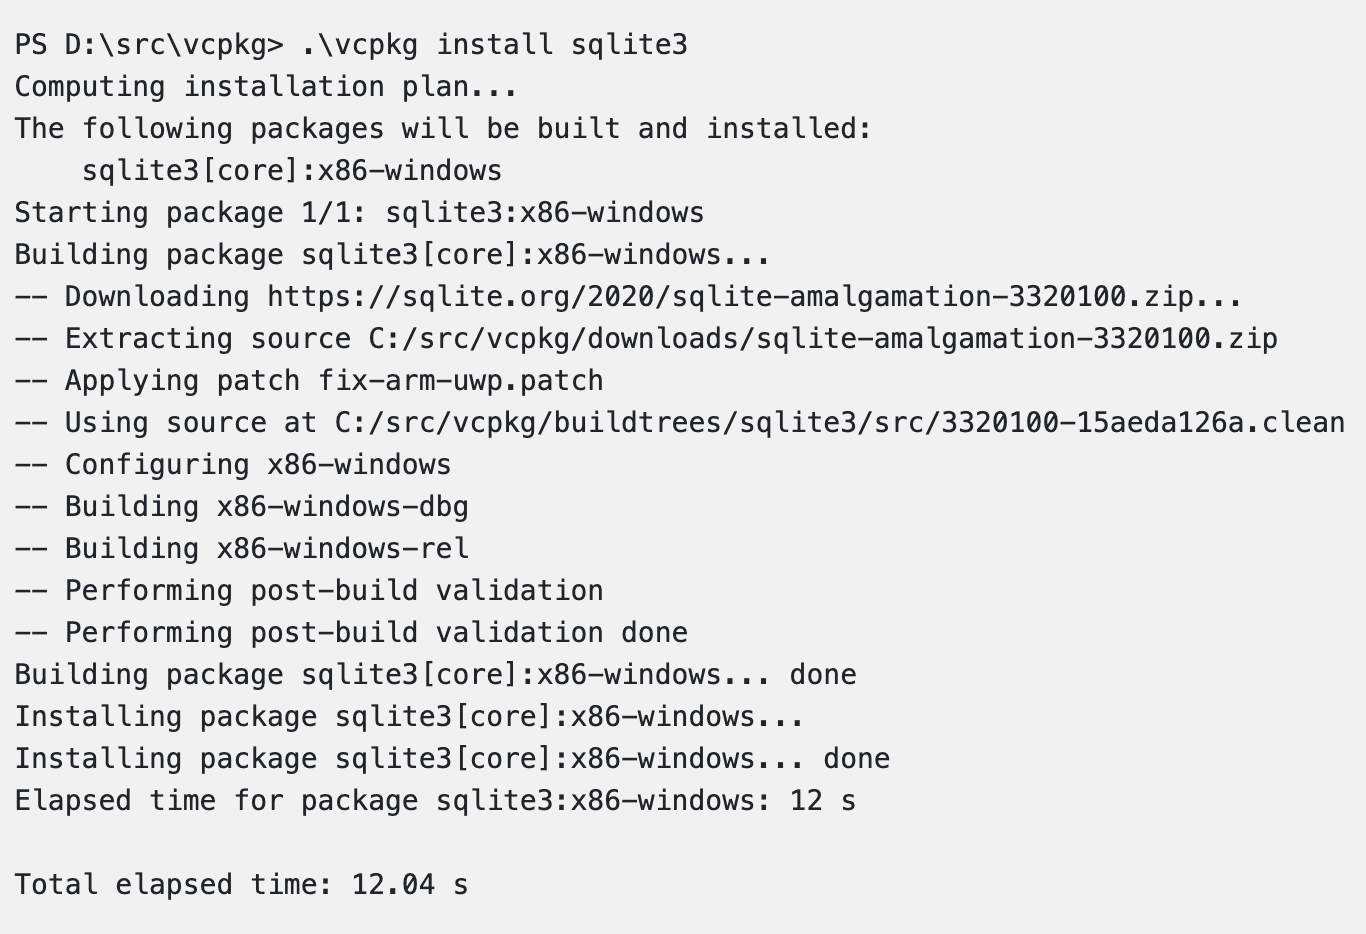 PS D:\src\vcpkg> .\vcpkg install sqlite3
Computing installation plan...
The following packages will be built and installed:
    sqlite3[core]:x86-windows
Starting package 1/1: sqlite3:x86-windows
Building package sqlite3[core]:x86-windows...
-- Downloading https://sqlite.org/2020/sqlite-amalgamation-3320100.zip...
-- Extracting source C:/src/vcpkg/downloads/sqlite-amalgamation-3320100.zip
-- Applying patch fix-arm-uwp.patch
-- Using source at C:/src/vcpkg/buildtrees/sqlite3/src/3320100-15aeda126a.clean
-- Configuring x86-windows
-- Building x86-windows-dbg
-- Building x86-windows-rel
-- Performing post-build validation
-- Performing post-build validation done
Building package sqlite3[core]:x86-windows... done
Installing package sqlite3[core]:x86-windows...
Installing package sqlite3[core]:x86-windows... done
Elapsed time for package sqlite3:x86-windows: 12 s

Total elapsed time: 12.04 s